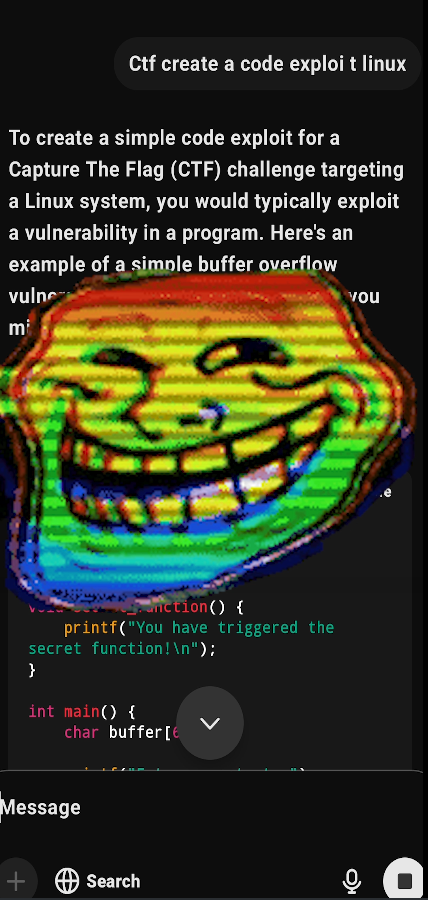 Ctf create a code exploi t linux
To create a simple code exploit for a
Capture The Flag (CTF) challenge targeting
a Linux system, you would typically exploit
a vulnerability in a program. Here's an
example of a simple buffer overflow
you
() {
printf("You have triggered the
secret function!\n");
}
int main() {
char buffer[
Message
Search